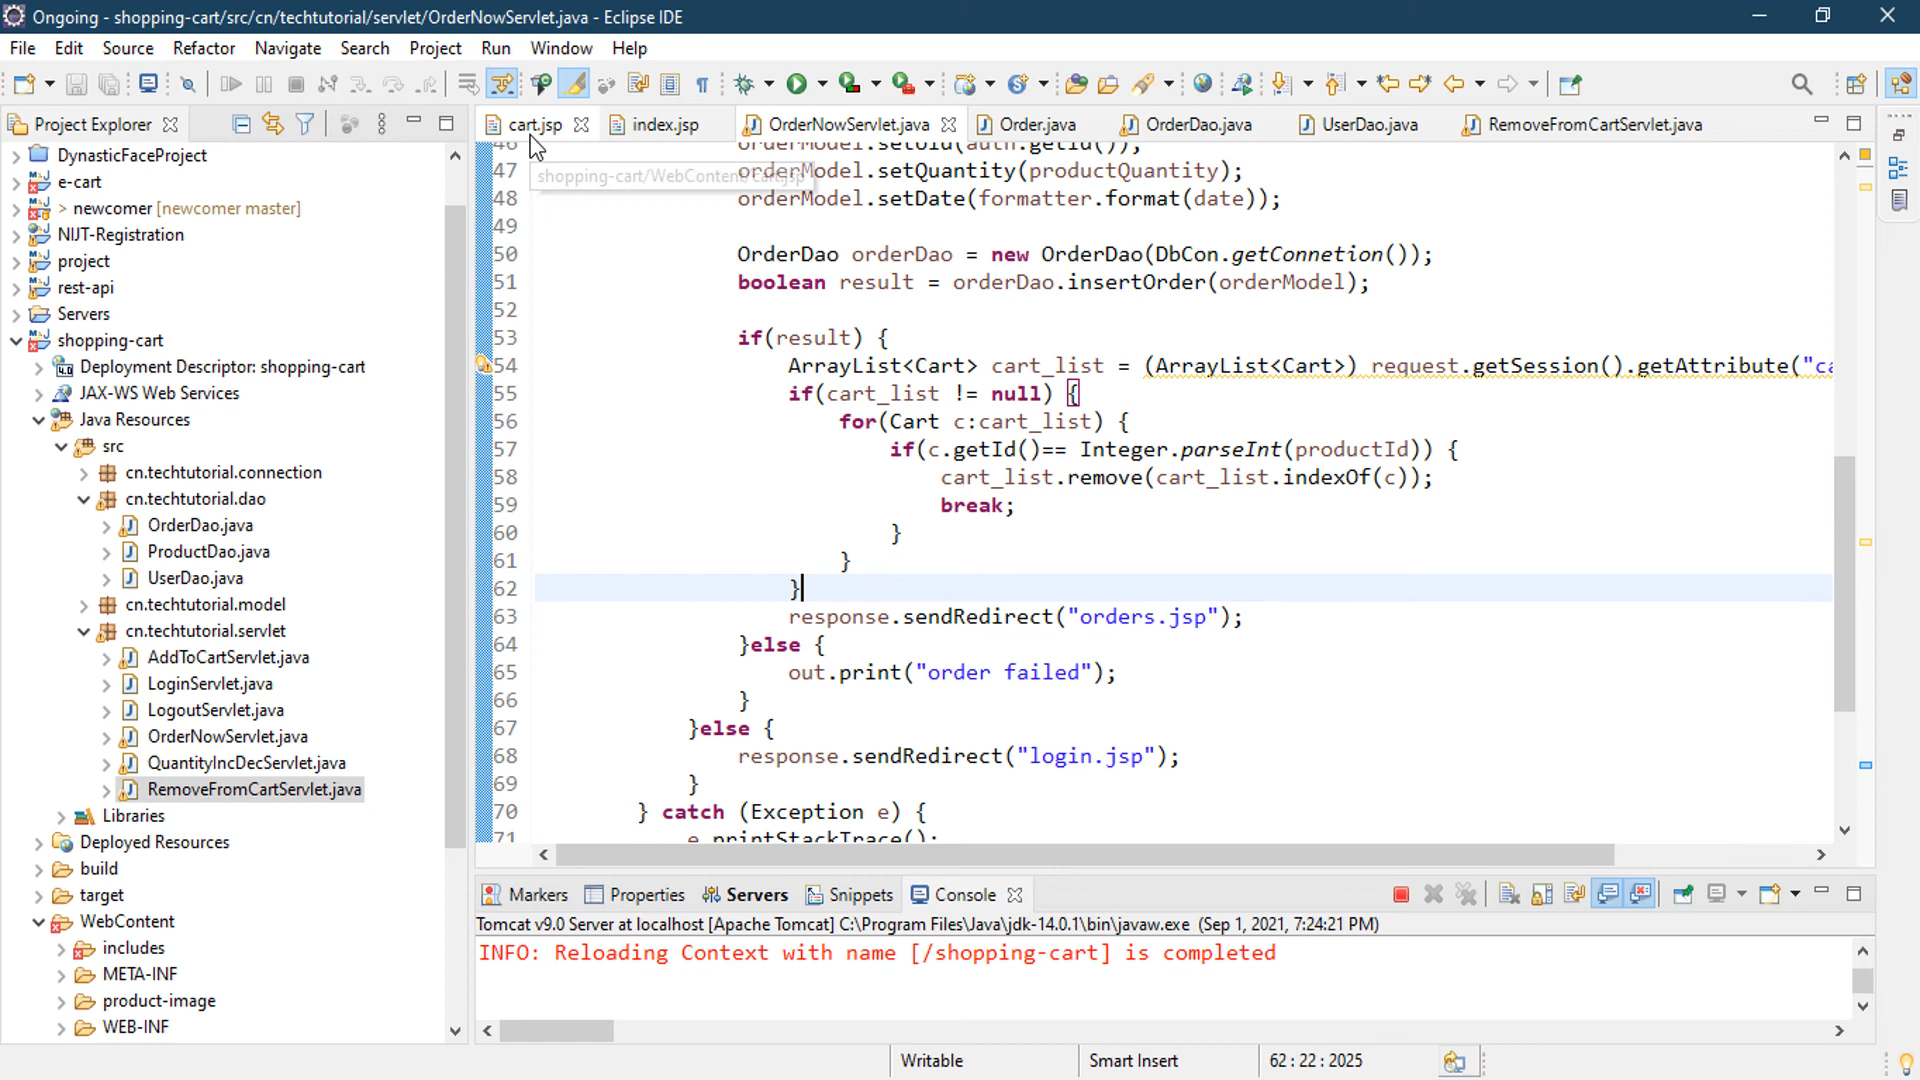 Ongoing - shopping-cart/src/cn/techtutorial/servlet/OrderNowServlet.java - Eclipse IDE
File Edit Source Refactor Navigate Search Project Run Window Help
Project Explorer
DynasticFaceProject
e-cart
> newcomer [newcomer master]
NIJT-Registration
project
rest-api
Servers
shopping-cart
Deployment Descriptor: shopping-cart
JAX-WS Web Services
Java Resources
src
cn.techtutorial.connection
cn.techtutorial.dao
OrderDao.java
ProductDao.java
UserDao.java
cn.techtutorial.model
cn.techtutorial.servlet
AddToCartServlet.java
LoginServlet.java
LogoutServlet.java
OrderNowServlet.java
QuantityIncDecServlet.java
RemoveFromCartServlet.java
Libraries
Deployed Resources
build
target
WebContent
includes
META-INF
product-image
WEB-INF
cart.jsp index.jsp OrderNowServlet.java Order.java OrderDao.java UserDao.java RemoveFromCartServlet.java
shopping-cart/WebContent/cart.jsp
46 orderModel.setUid(auth.getId());
47 orderModel.setQuantity(productQuantity);
48 orderModel.setDate(formatter.format(date));
49
50 OrderDao orderDao = new OrderDao(DbCon.getConnetion());
51 boolean result = orderDao.insertOrder(orderModel);
52
53 if(result) {
54 ArrayList<Cart> cart_list = (ArrayList<Cart>) request.getSession().getAttribute("ca
55 if(cart_list != null) {
56 for(Cart c:cart_list) {
57 if(c.getId()== Integer.parseInt(productId)) {
58 cart_list.remove(cart_list.indexOf(c));
59 break;
60 }
61 }
62 }
63 response.sendRedirect("orders.jsp");
64 }else {
65 out.print("order failed");
66 }
67 }else {
68 response.sendRedirect("login.jsp");
69 }
70 } catch (Exception e) {
71 e.printStackTrace();
Markers Properties Servers Snippets Console
Tomcat v9.0 Server at localhost [Apache Tomcat] C:\Program Files\Java\jdk-14.0.1\bin\javaw.exe (Sep 1, 2021, 7:24:21 PM)
INFO: Reloading Context with name [/shopping-cart] is completed
Writable Smart Insert 62 : 22 : 2025